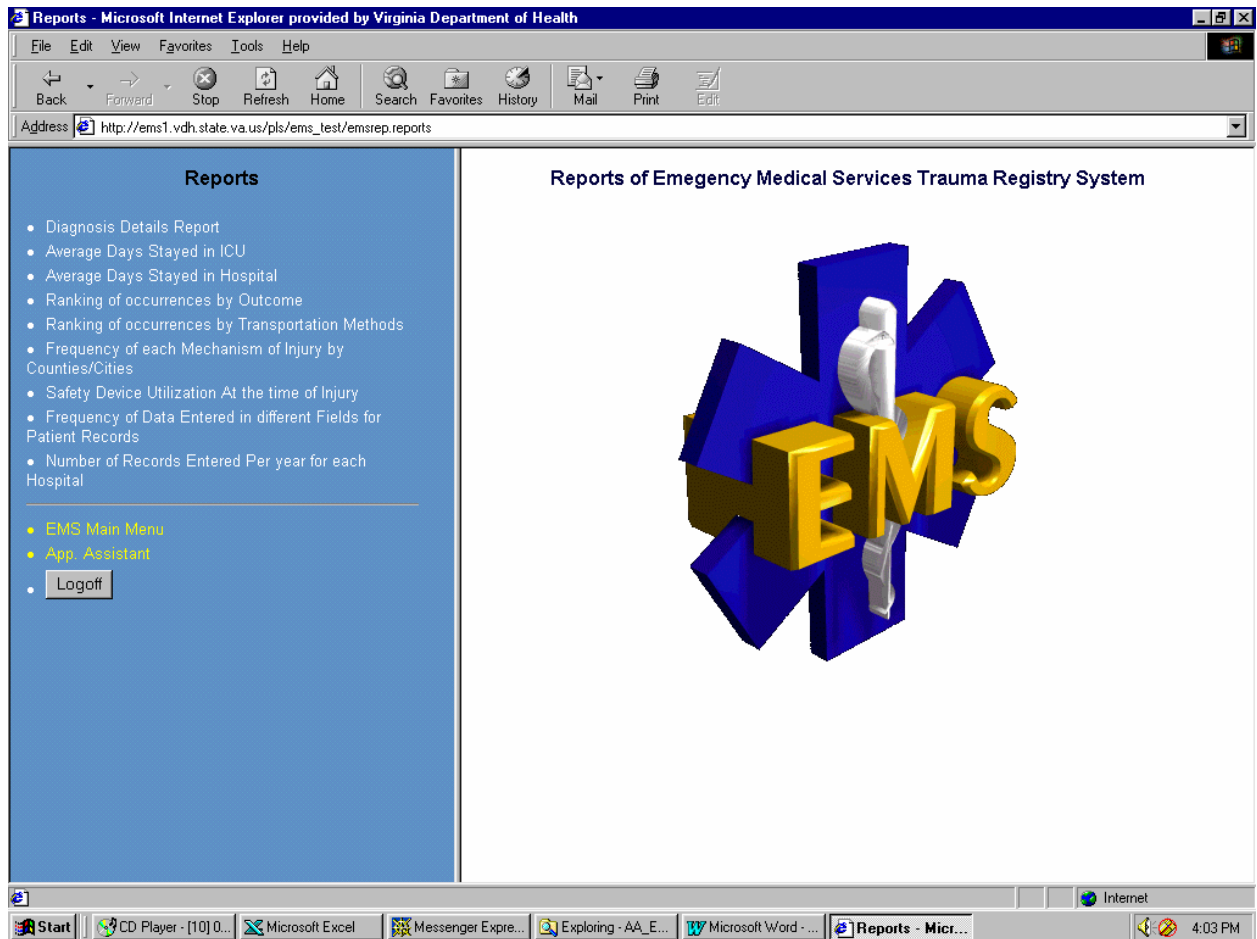 Reports - Microsoft Internet Explorer provided by Virginia Department of Health
File Edit View Favorites Tools Help
Back Forward Stop Refresh Home Search Favorites History Mail Print Edit
Address http://ems1.vdh.state.va.us/pls/ems_test/emsrep.reports
Reports
• Diagnosis Details Report
• Average Days Stayed in ICU
• Average Days Stayed in Hospital
• Ranking of occurrences by Outcome
• Ranking of occurrences by Transportation Methods
• Frequency of each Mechanism of Injury by
Counties/Cities
• Safety Device Utilization At the time of Injury
• Frequency of Data Entered in different Fields for
Patient Records
• Number of Records Entered Per year for each
Hospital
• EMS Main Menu
• App. Assistant
• Logoff
Reports of Emegency Medical Services Trauma Registry System
EMS
Internet
Start CD Player - [10] 0... Microsoft Excel Messenger Expre... Exploring - AA_E... Microsoft Word - ... Reports - Micr... 4:03 PM